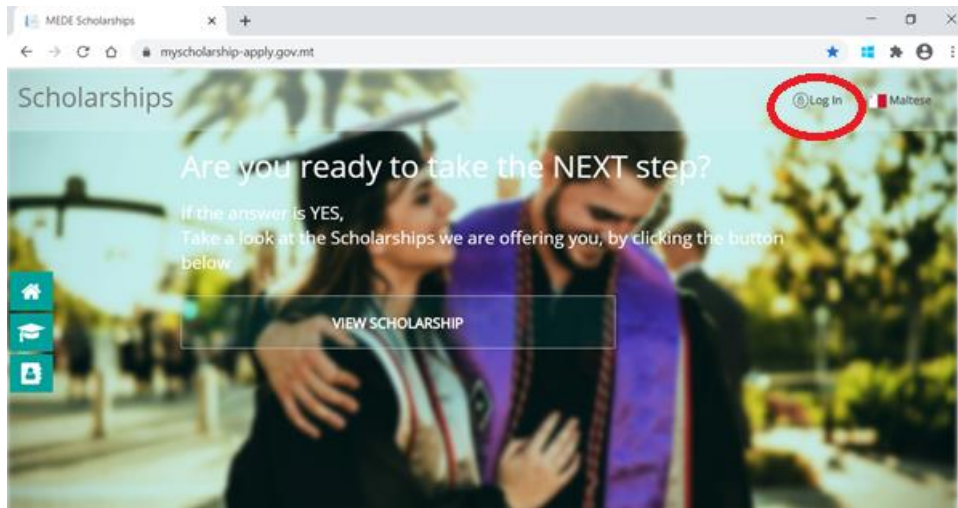 MEDE Scholarships
myscholarship-apply.gov.mt
Scholarships
Log In
Maltese
Are you ready to take the NEXT step?
If the answer is YES,
Take a look at the Scholarships we are offering you, by clicking the button
below
VIEW SCHOLARSHIP